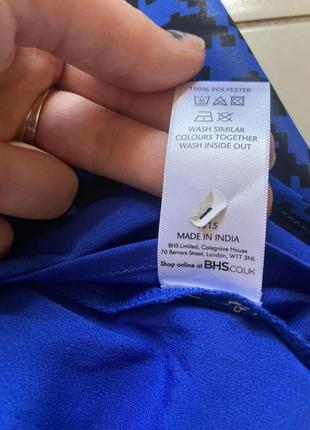 100% POLYESTER
WASH SIMILAR
COLOURS TOGETHER
WASH INSIDE OUT
MADE IN INDIA
BHS Limited, Colegrave House
70 Berners Street, London, W1T 3NL
Shop online at BHS.CO.UK